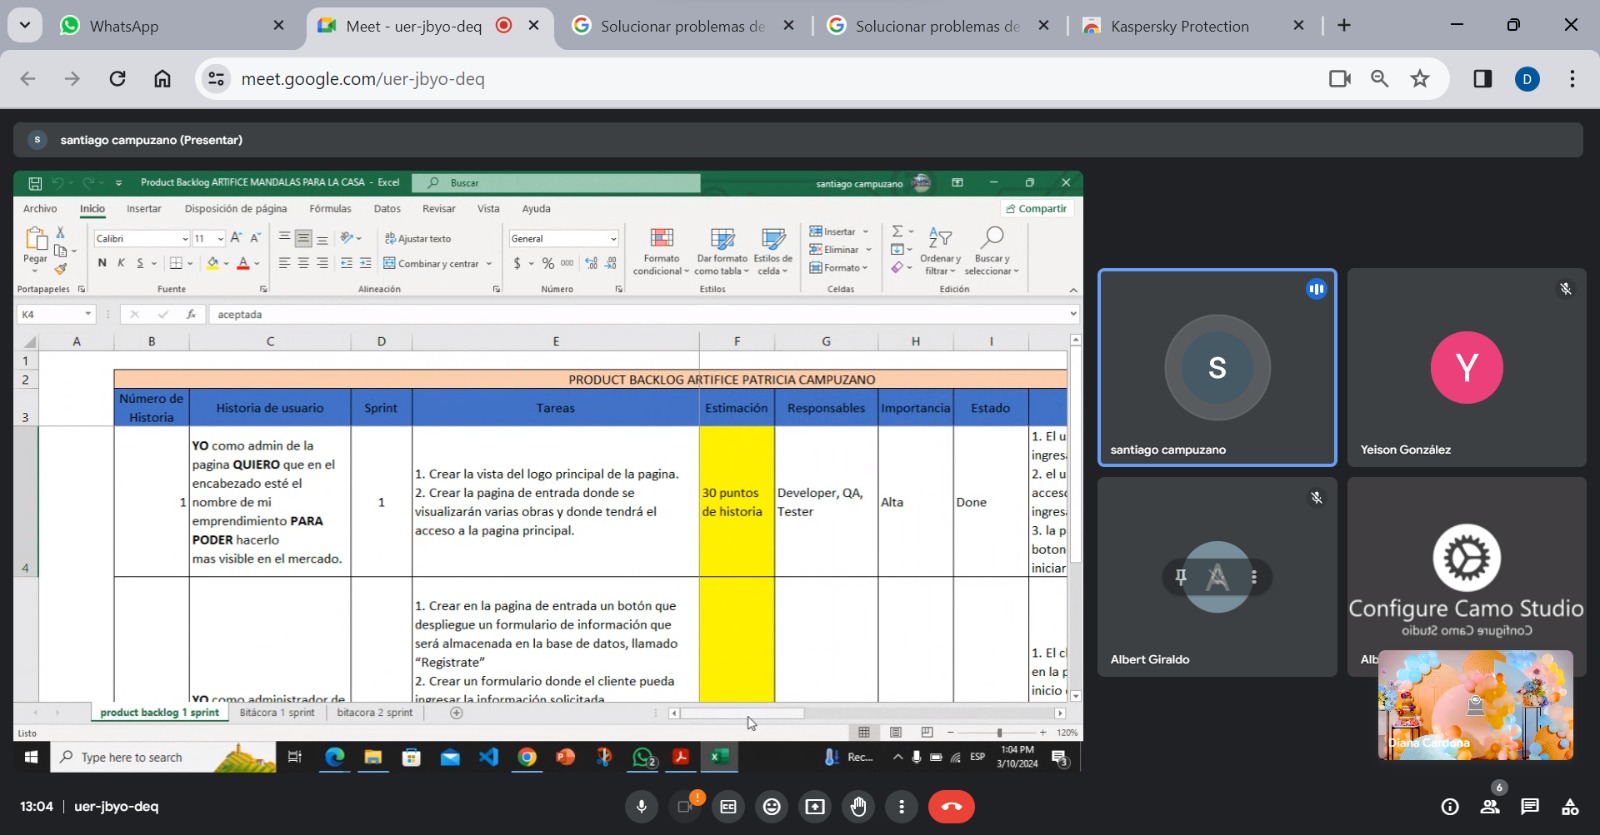 WhatsApp
Meet - uer-jbyo-deq
Solucionar problemas de
Solucionar problemas de
Kaspersky Protection
meet.google.com/uer-jbyo-deq
D
s
santiago campuzano (Presentar)
Product Backlog ARTIFICE MANDALAS PARA LA CASA - Excel
Buscar
santiago campuzano
Archivo Inicio Insertar Disposición de página Fórmulas Datos Revisar Vista Ayuda
Compartir
Pegar
Calibri 11
N K S
Ajustar texto
Combinar y centrar
General
$ % 000
Formato condicional
Dar formato como tabla
Estilos de celda
Insertar
Eliminar
Formato
Ordenar y filtrar
Buscar y seleccionar
Portapapeles Fuente Alineación Número Estilos Celdas Edición
K4 fx aceptada
A B C D E F G H I
1
2
PRODUCT BACKLOG ARTIFICE PATRICIA CAMPUZANO
3
Número de Historia
Historia de usuario
Sprint
Tareas
Estimación
Responsables
Importancia
Estado
4
1
YO como admin de la
pagina QUIERO que en el
encabezado esté el
nombre de mi
emprendimiento PARA
PODER hacerlo
mas visible en el mercado.
1
1. Crear la vista del logo principal de la pagina.
2. Crear la pagina de entrada donde se
visualizarán varias obras y donde tendrá el
acceso a la pagina principal.
30 puntos
de historia
Developer, QA,
Tester
Alta
Done
1. El u
ingresa
2. el u
acceso
ingresa
3. la p
boton
iniciar
YO como administrador de
1. Crear en la pagina de entrada un botón que
despliegue un formulario de información que
será almacenada en la base de datos, llamado
“Registrate”
2. Crear un formulario donde el cliente pueda
ingresar la información solicitada
1. El cl
en la p
inicio
product backlog 1 sprint Bitácora 1 sprint bitacora 2 sprint
Listo
120%
Type here to search
2
Rec...
ESP
1:04 PM
3/10/2024
3
S
santiago campuzano
Y
Yeison González
A
Albert Giraldo
Configure Camo Studio
Configure Camo Studio
Alb
Diana Cardona
13:04 | uer-jbyo-deq
6